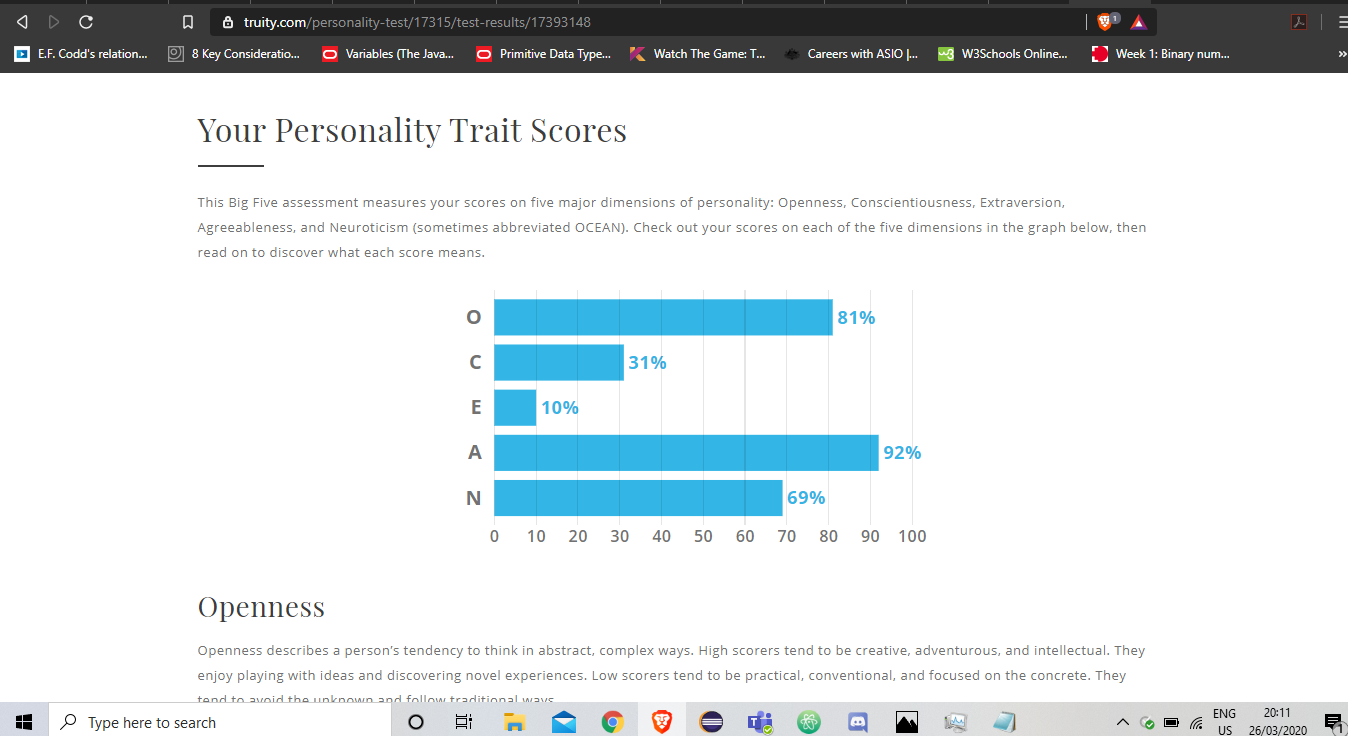 truity.com/personality-test/17315/test-results/17393148
1
E.F. Codd's relation... 8 Key Consideratio... Variables (The Java... Primitive Data Type... Watch The Game: T... Careers with ASIO |... W3Schools Online... Week 1: Binary num... »
Your Personality Trait Scores
This Big Five assessment measures your scores on five major dimensions of personality: Openness, Conscientiousness, Extraversion,
Agreeableness, and Neuroticism (sometimes abbreviated OCEAN). Check out your scores on each of the five dimensions in the graph below, then
read on to discover what each score means.
O 81%
C 31%
E 10%
A 92%
N 69%
0 10 20 30 40 50 60 70 80 90 100
Openness
Openness describes a person's tendency to think in abstract, complex ways. High scorers tend to be creative, adventurous, and intellectual. They
enjoy playing with ideas and discovering novel experiences. Low scorers tend to be practical, conventional, and focused on the concrete. They
tend to avoid the unknown and follow traditional ways.
Type here to search
ENG
US
20:11
26/03/2020
1